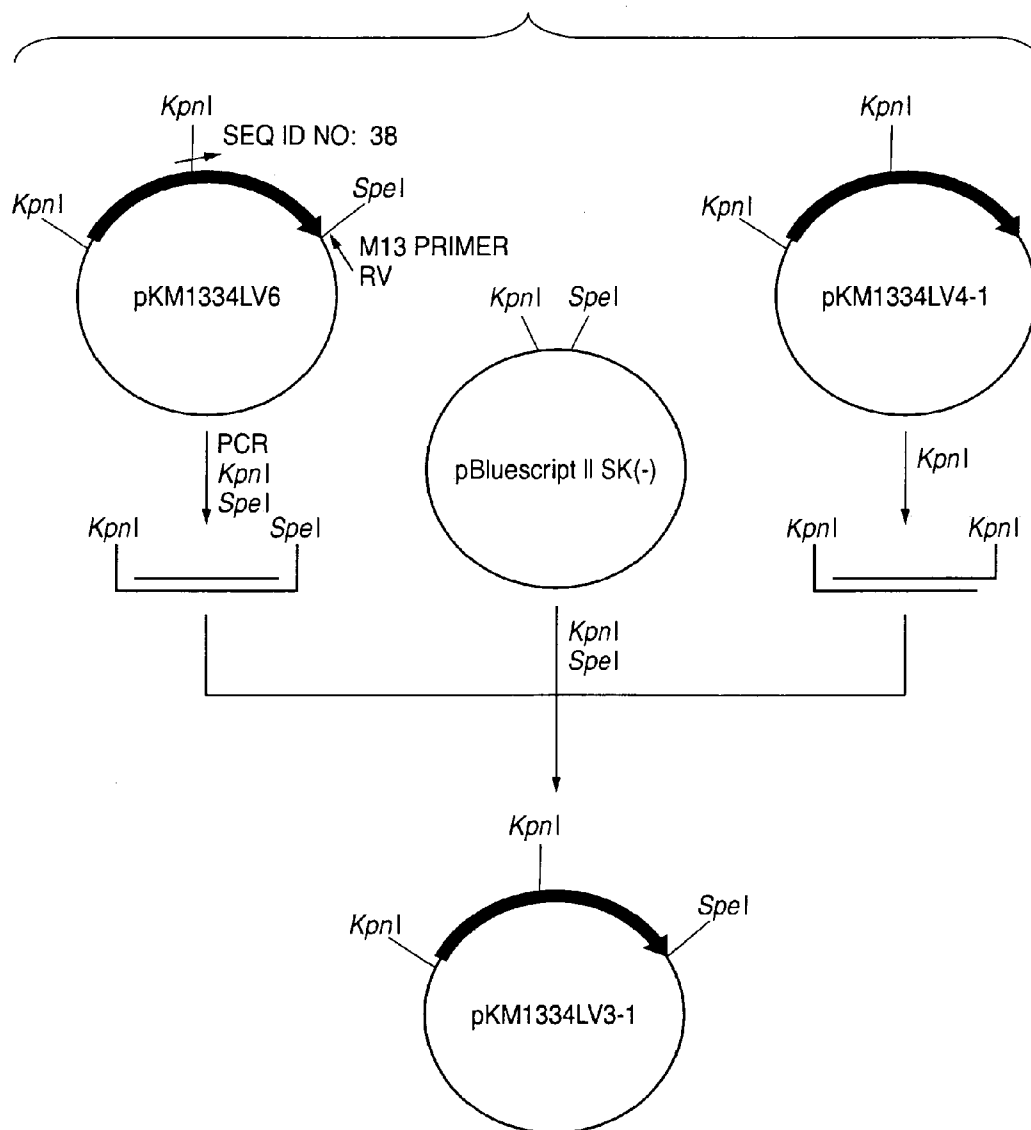 KpnI
SEQ ID NO: 38
KpnI
SpeI
M13 PRIMER
RV
pKM1334LV6
KpnI
KpnI
pKM1334LV4-1
KpnI SpeI
pBluescript II SK(-)
PCR
KpnI
SpeI
KpnI
KpnI SpeI
KpnI KpnI
KpnI
SpeI
KpnI
KpnI
SpeI
pKM1334LV3-1